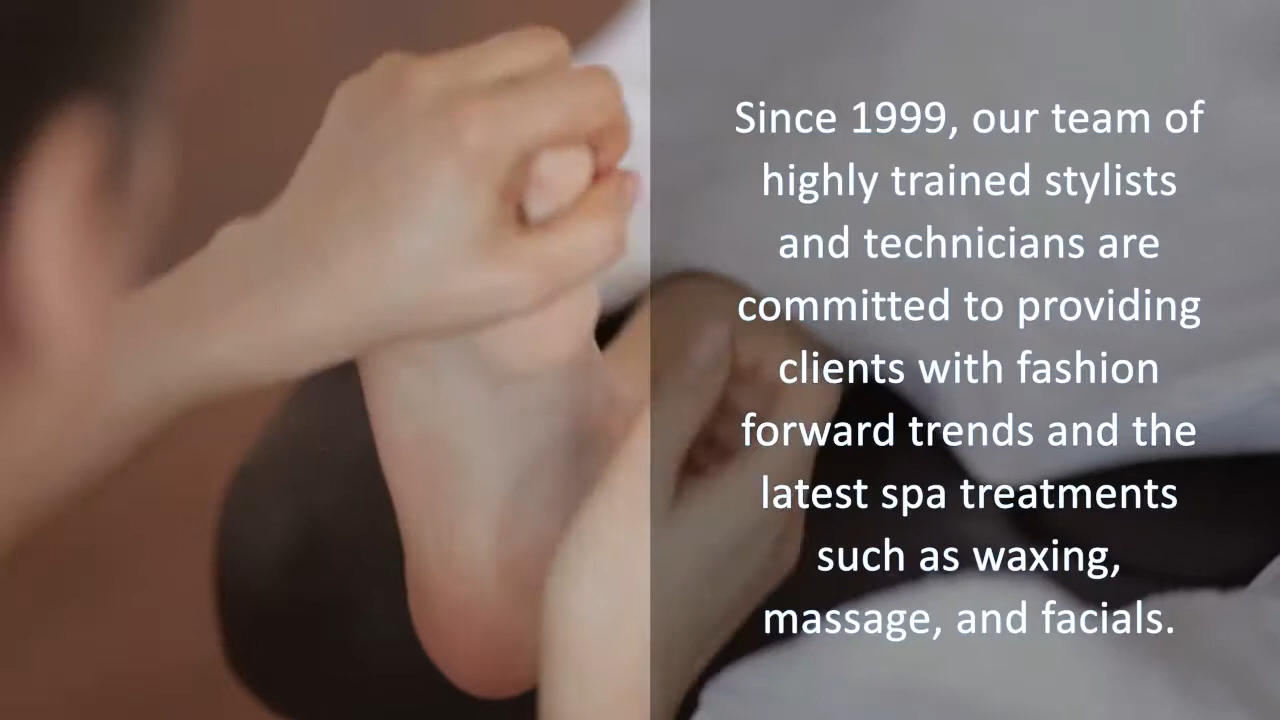 Since 1999, our team of
highly trained stylists
and technicians are
committed to providing
clients with fashion
forward trends and the
latest spa treatments
such as waxing,
massage, and facials.